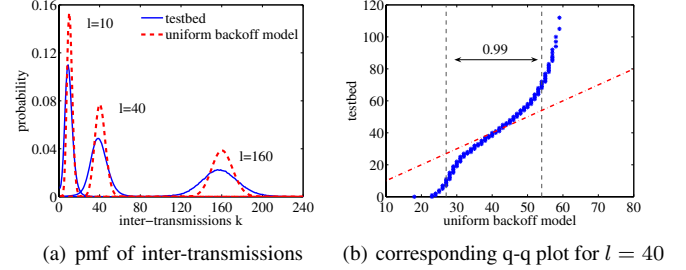 0.16
0.12
0.08
0.04
0
probability
l=10
l=40
l=160
testbed
uniform backoff model
0 40 80 120 160 200 240
inter-transmissions k
(a) pmf of inter-transmissions
120
100
80
60
40
20
0
testbed
0.99
10 20 30 40 50 60 70 80
uniform backoff model
(b) corresponding q-q plot for l = 40